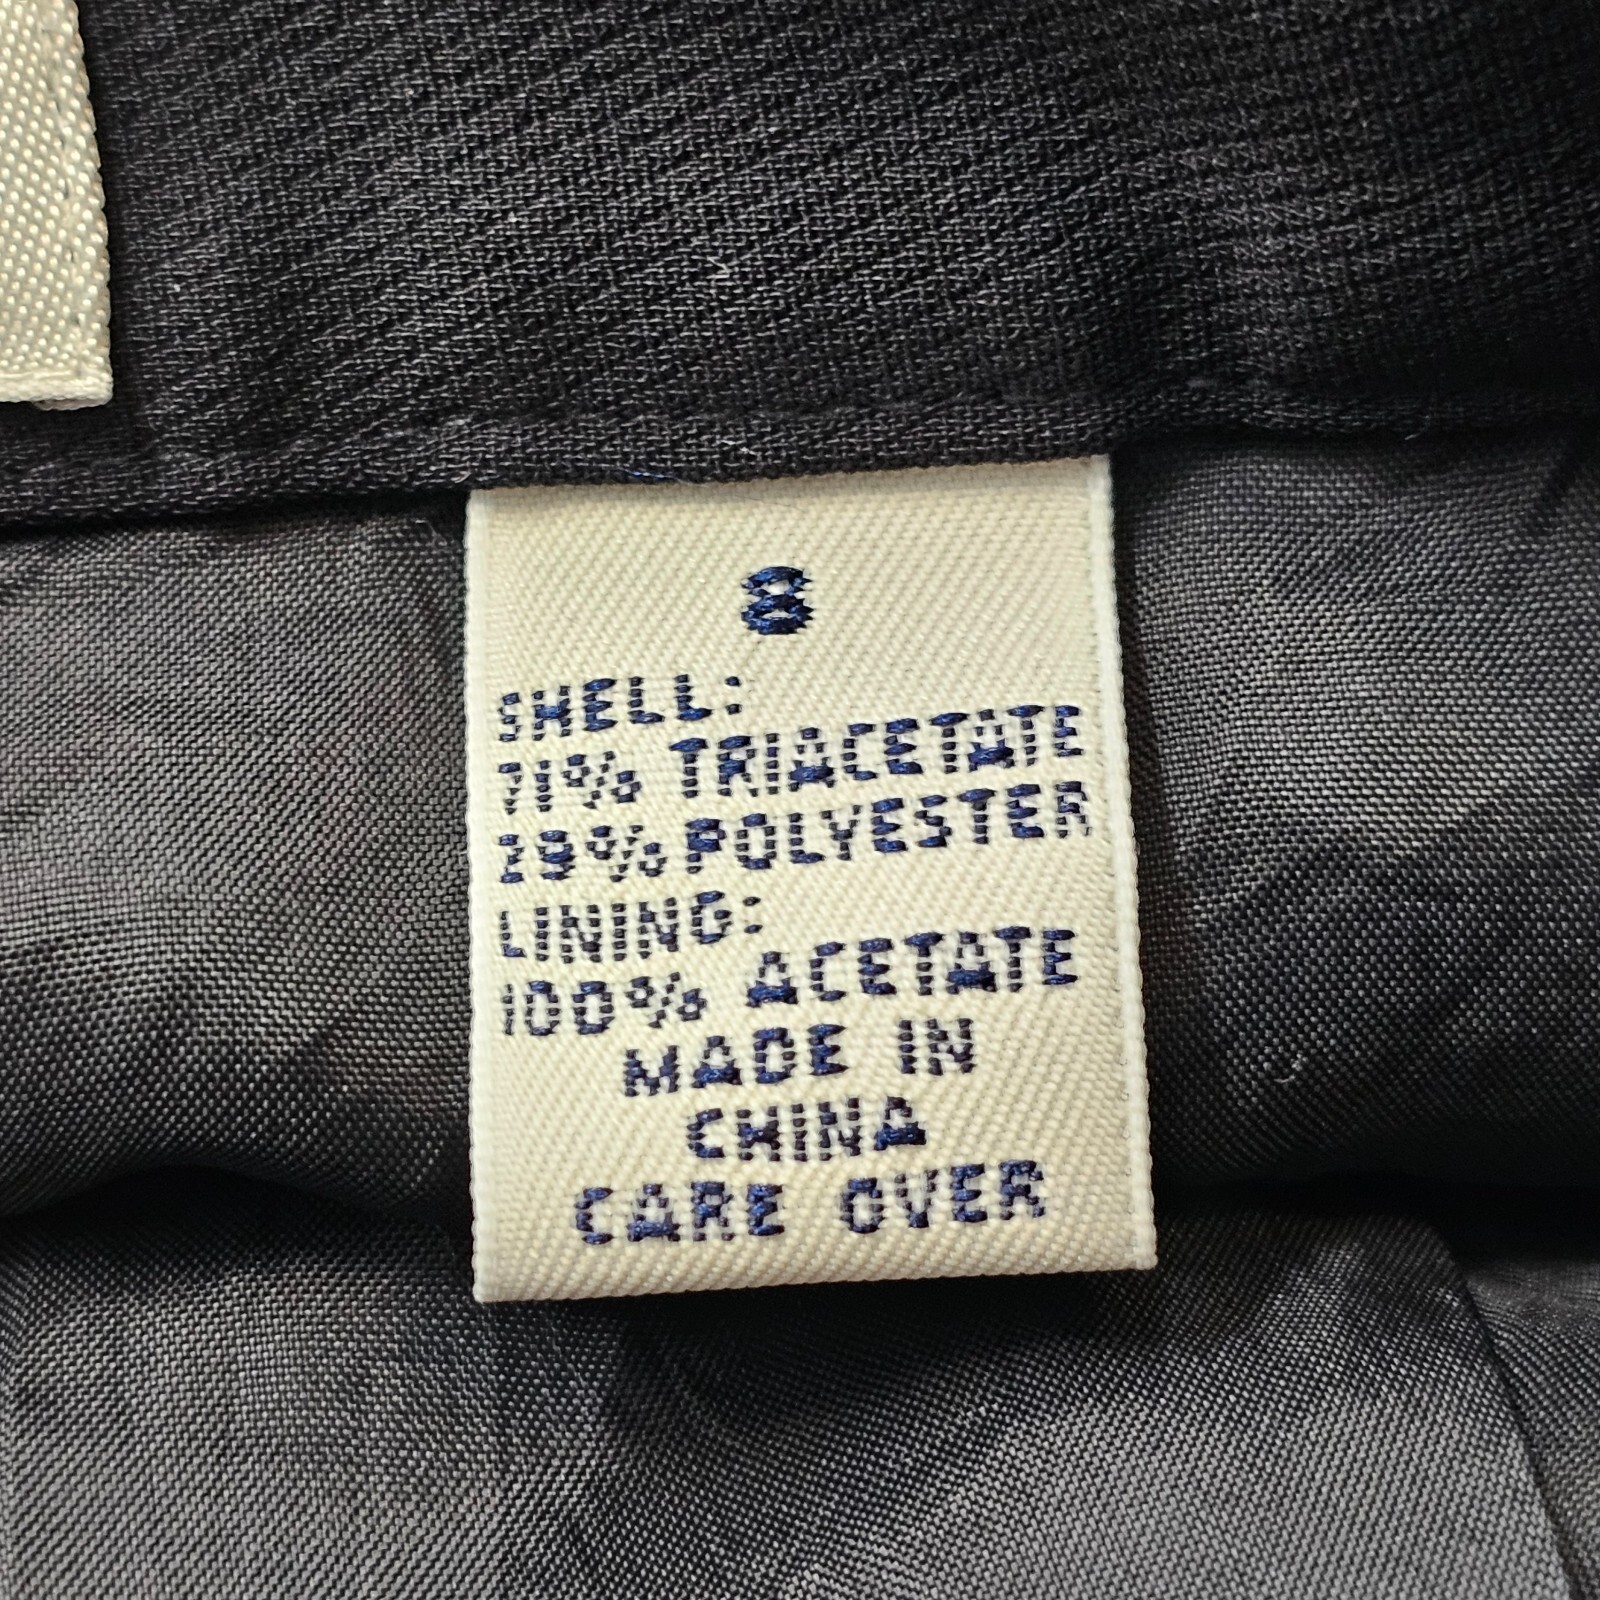 8
SHELL:
71% TRIACETATE
29% POLYESTER
LINING:
100% ACETATE
MADE IN
CHINA
CARE OVER